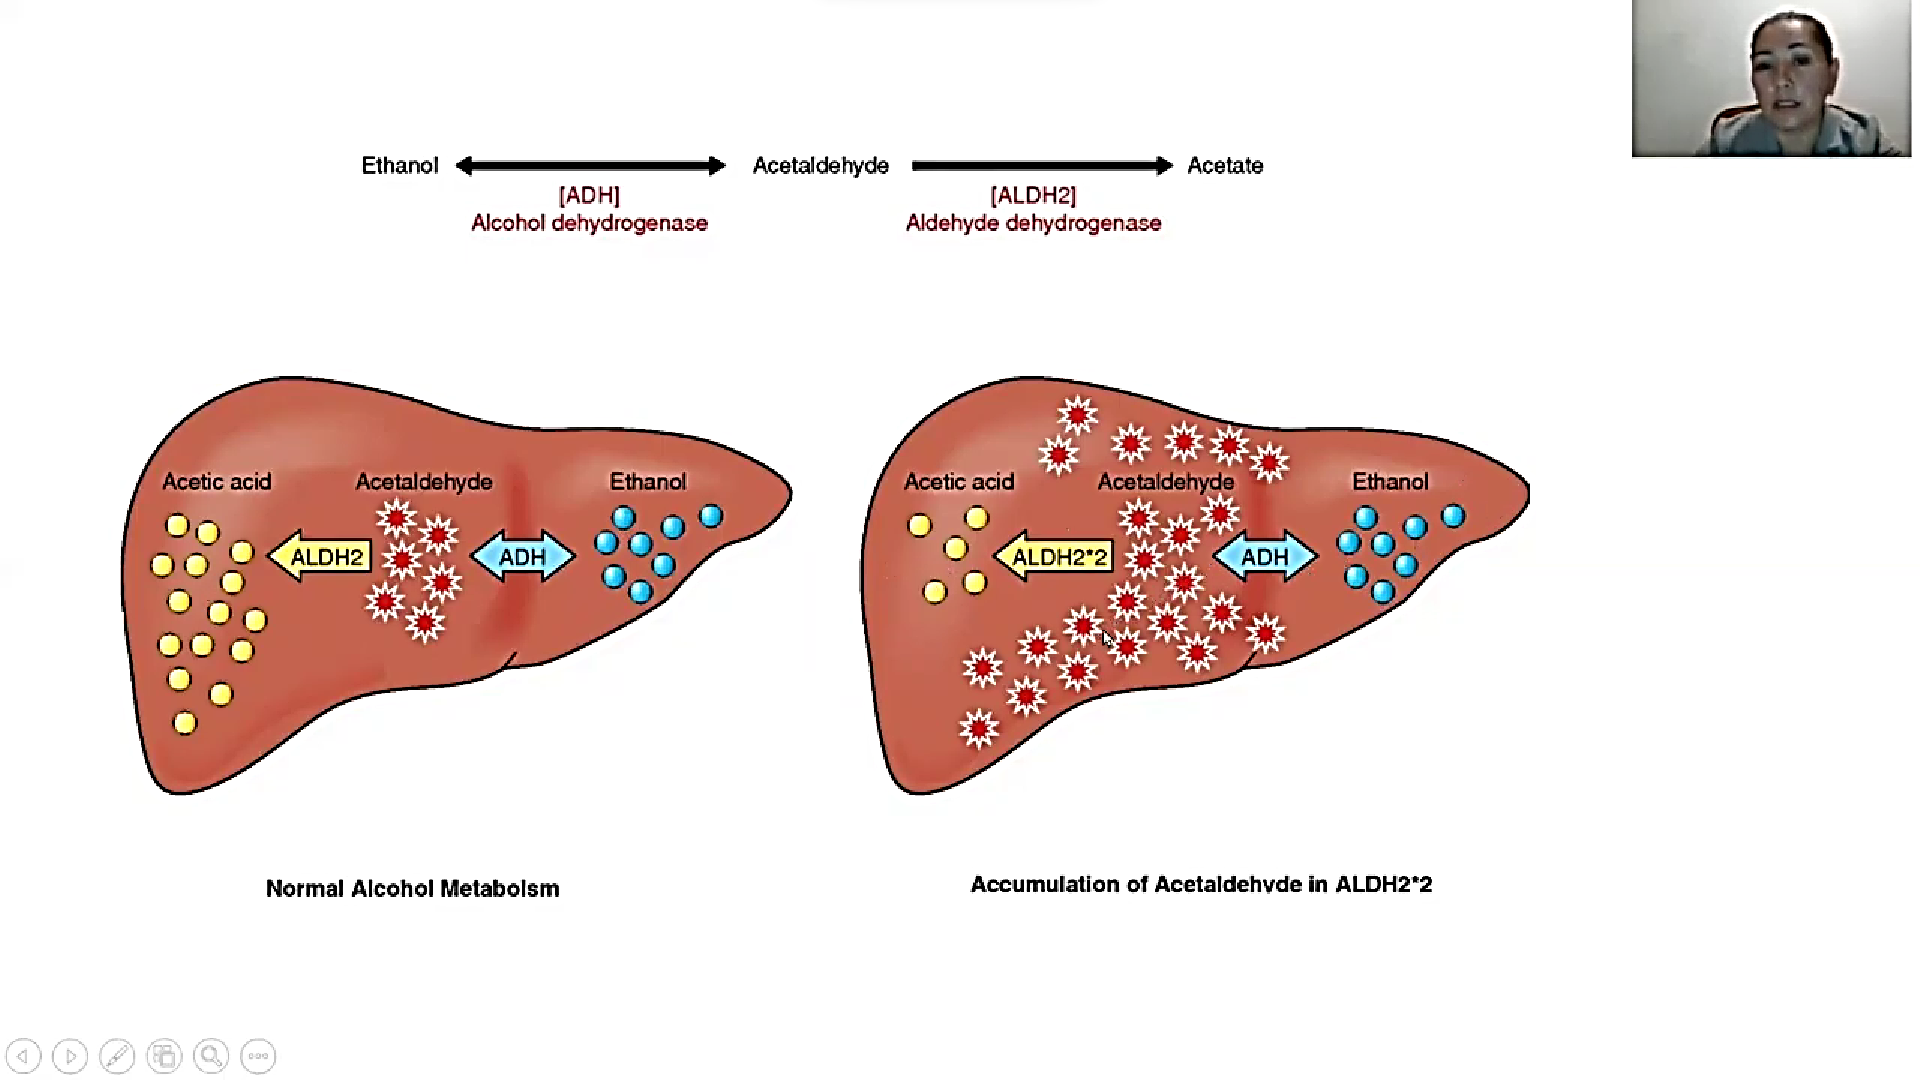 Ethanol
Acetaldehyde
Acetate
[ADH]
Alcohol dehydrogenase
[ALDH2]
Aldehyde dehydrogenase
Acetic acid
Acetaldehyde
Ethanol
ALDH2
ADH
Normal Alcohol Metabolsm
Acetic acid
Acetaldehyde
Ethanol
ALDH2*2
ADH
Accumulation of Acetaldehyde in ALDH2*2